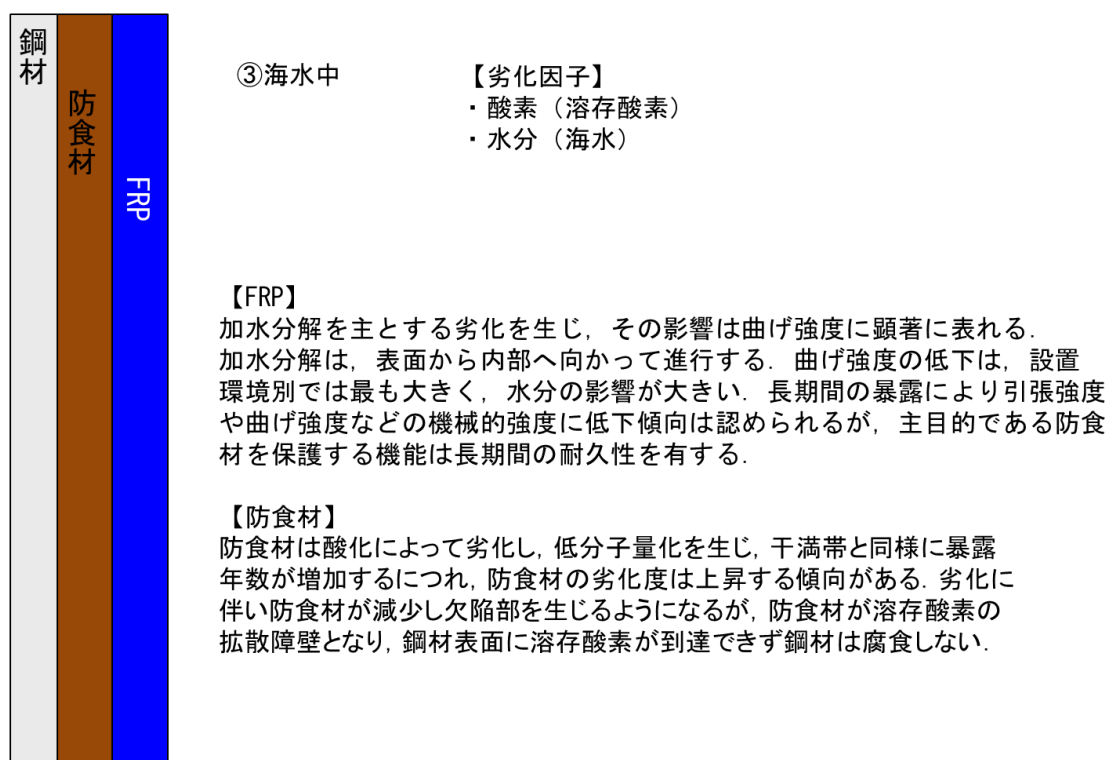 鋼材
防食材
FRP
③海水中
【劣化因子】
・酸素（溶存酸素）
・水分（海水）
【FRP】
加水分解を主とする劣化を生じ，その影響は曲げ強度に顕著に表れる．
加水分解は，表面から内部へ向かって進行する．曲げ強度の低下は，設置
環境別では最も大きく，水分の影響が大きい．長期間の暴露により引張強度
や曲げ強度などの機械的強度に低下傾向は認められるが，主目的である防食
材を保護する機能は長期間の耐久性を有する．
【防食材】
防食材は酸化によって劣化し，低分子量化を生じ，干満帯と同様に暴露
年数が増加するにつれ，防食材の劣化度は上昇する傾向がある．劣化に
伴い防食材が減少し欠陥部を生じるようになるが，防食材が溶存酸素の
拡散障壁となり，鋼材表面に溶存酸素が到達できず鋼材は腐食しない．